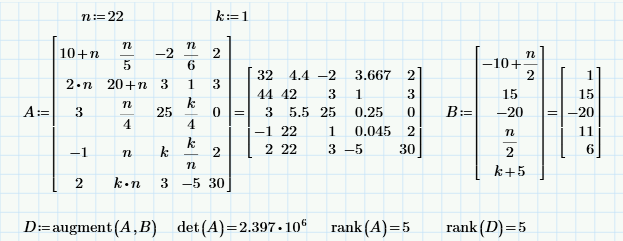 n:=22 k:=1
A:=[10+n n/5 -2 n/6 2; 2·n 20+n 3 1 3; 3 n/4 25 k/4 0; -1 n k k/n 2; 2 k·n 3 -5 30]=[32 4.4 -2 3.667 2; 44 42 3 1 3; 3 5.5 25 0.25 0; -1 22 1 0.045 2; 2 22 3 -5 30] B:=[-10+n/2; 15; -20; n/2; k+5]=[1; 15; -20; 11; 6]
D:=augment(A,B) det(A)=2.397·10⁶ rank(A)=5 rank(D)=5